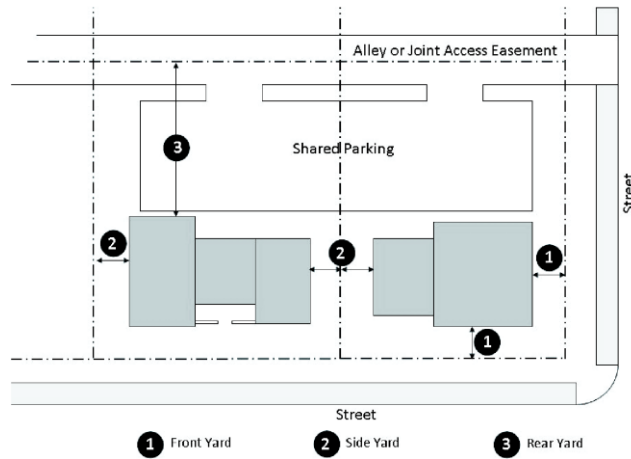 Alley or Joint Access Easement
Shared Parking
3
Street
2
2
1
1
Street
1 Front Yard
2 Side Yard
3 Rear Yard